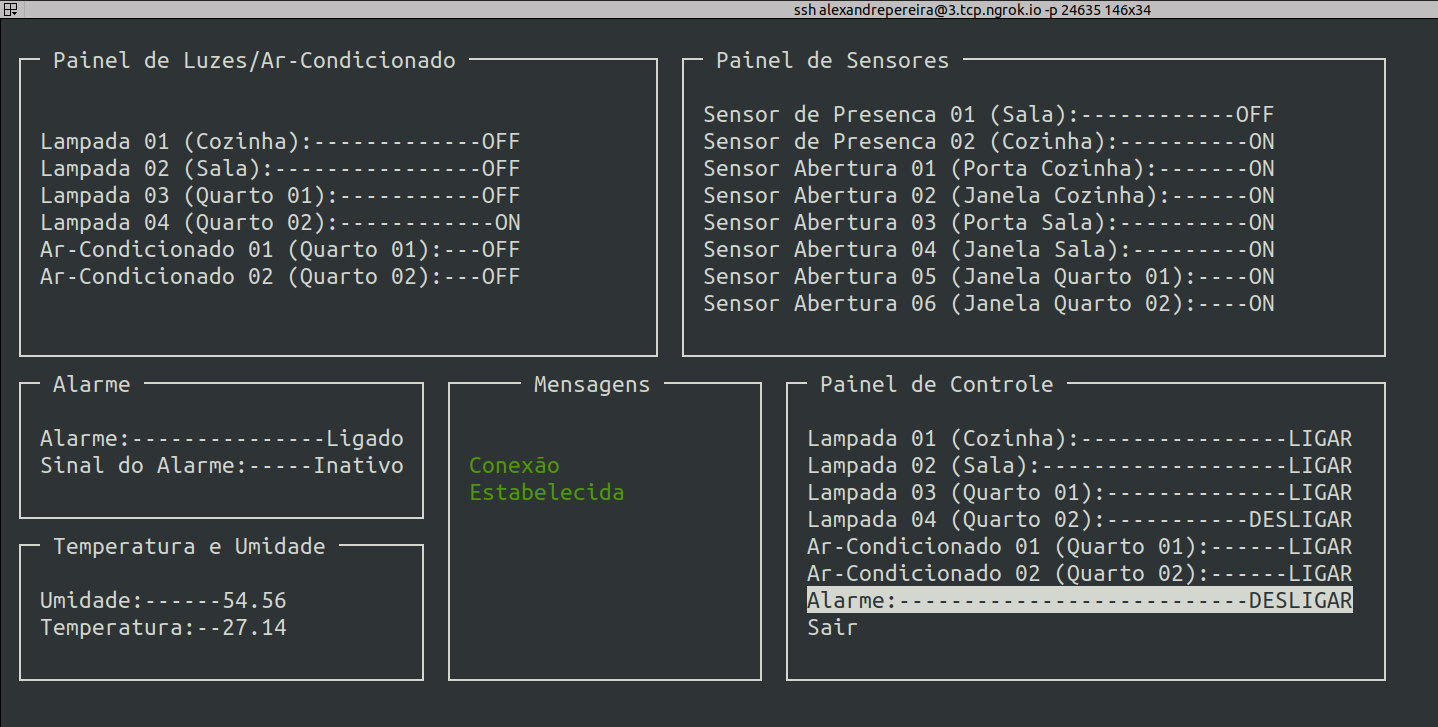 ssh alexandrepereira@3.tcp.ngrok.io -p 24635 146x34
Painel de Luzes/Ar-Condicionado
Lampada 01 (Cozinha):-------------OFF
Lampada 02 (Sala):----------------OFF
Lampada 03 (Quarto 01):-----------OFF
Lampada 04 (Quarto 02):------------ON
Ar-Condicionado 01 (Quarto 01):---OFF
Ar-Condicionado 02 (Quarto 02):---OFF
Painel de Sensores
Sensor de Presenca 01 (Sala):------------OFF
Sensor de Presenca 02 (Cozinha):----------ON
Sensor Abertura 01 (Porta Cozinha):-------ON
Sensor Abertura 02 (Janela Cozinha):------ON
Sensor Abertura 03 (Porta Sala):----------ON
Sensor Abertura 04 (Janela Sala):---------ON
Sensor Abertura 05 (Janela Quarto 01):----ON
Sensor Abertura 06 (Janela Quarto 02):----ON
Alarme
Alarme:---------------Ligado
Sinal do Alarme:-----Inativo
Temperatura e Umidade
Umidade:------54.56
Temperatura:--27.14
Mensagens
Conexão
Estabelecida
Painel de Controle
Lampada 01 (Cozinha):----------------LIGAR
Lampada 02 (Sala):-------------------LIGAR
Lampada 03 (Quarto 01):--------------LIGAR
Lampada 04 (Quarto 02):-----------DESLIGAR
Ar-Condicionado 01 (Quarto 01):------LIGAR
Ar-Condicionado 02 (Quarto 02):------LIGAR
Alarme:---------------------------DESLIGAR
Sair